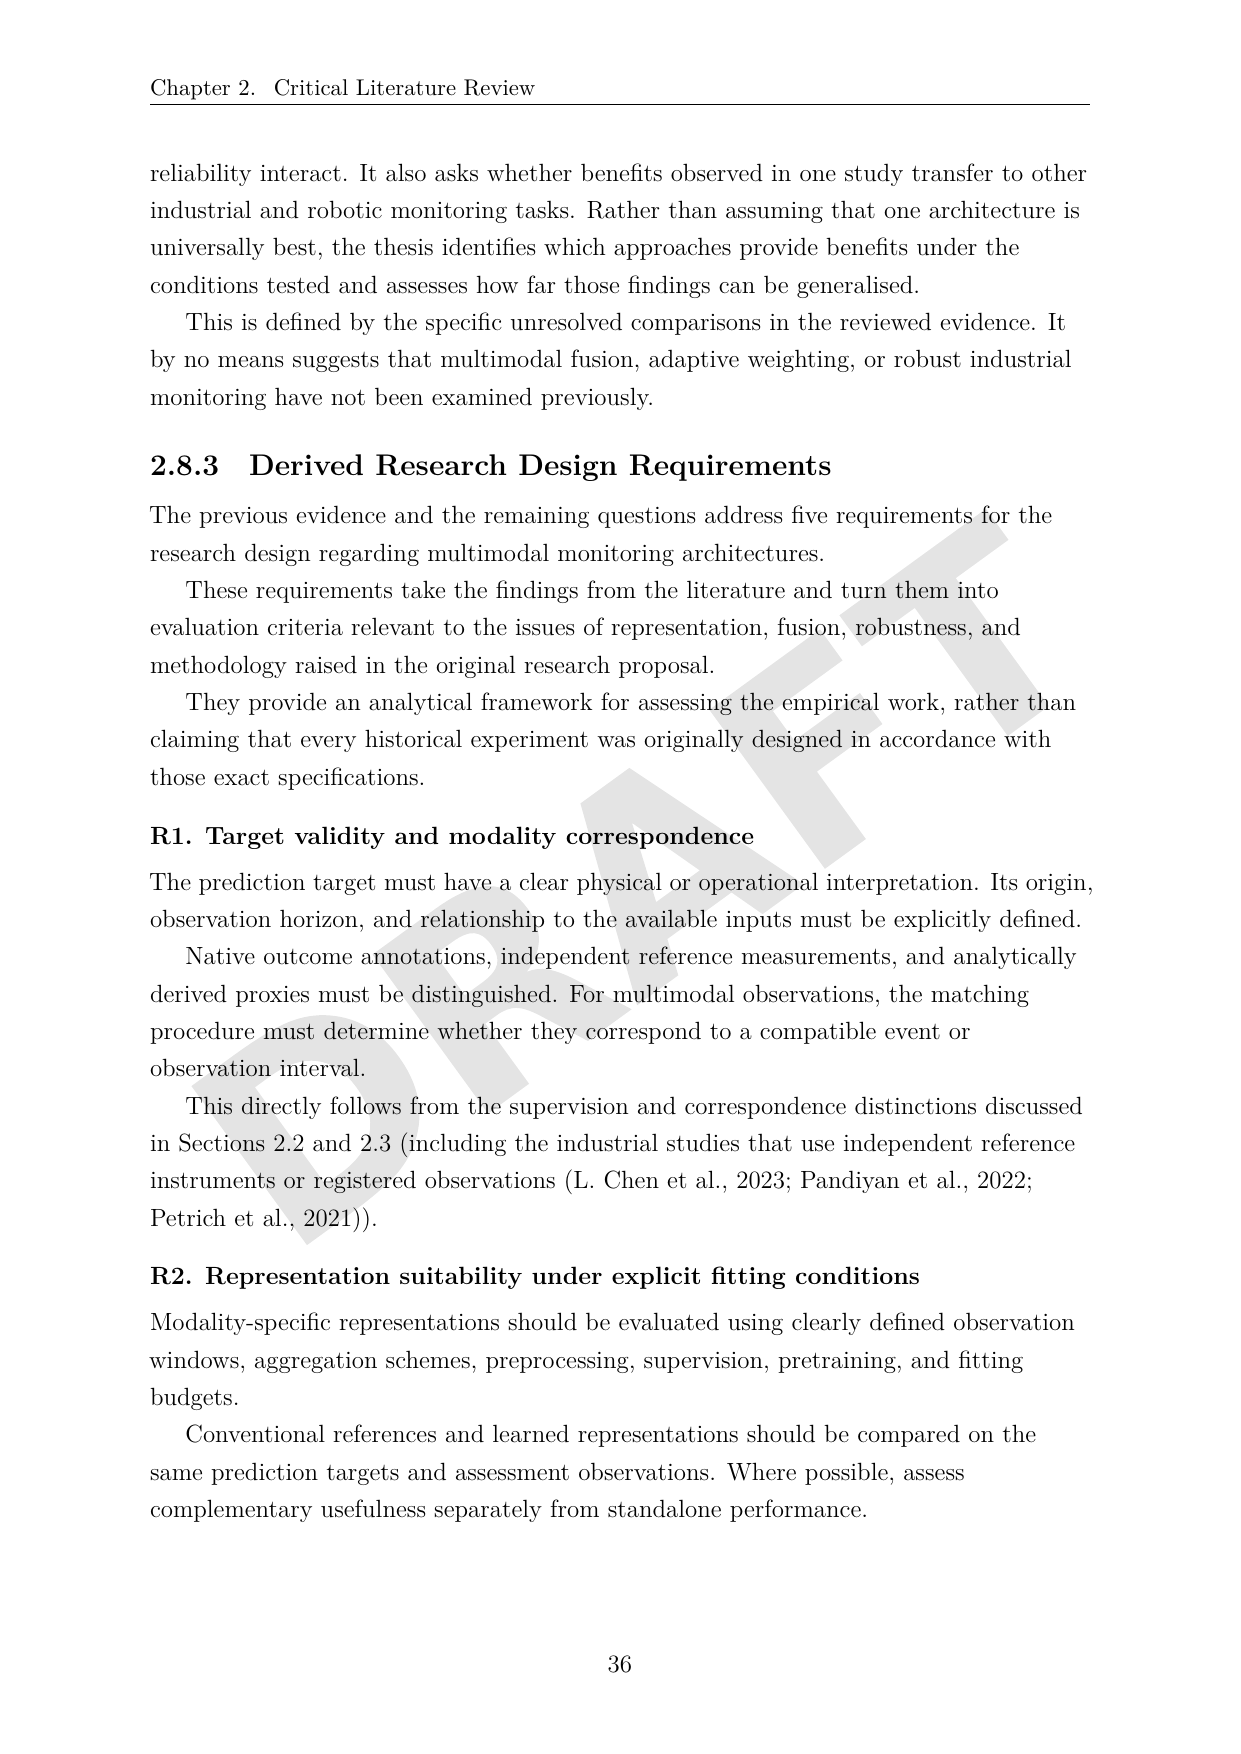 Chapter 2. Critical Literature Review
reliability interact. It also asks whether benefits observed in one study transfer to other
industrial and robotic monitoring tasks. Rather than assuming that one architecture is
universally best, the thesis identifies which approaches provide benefits under the
conditions tested and assesses how far those findings can be generalised.
This is defined by the specific unresolved comparisons in the reviewed evidence. It
by no means suggests that multimodal fusion, adaptive weighting, or robust industrial
monitoring have not been examined previously.
2.8.3 Derived Research Design Requirements
The previous evidence and the remaining questions address five requirements for the
research design regarding multimodal monitoring architectures.
These requirements take the findings from the literature and turn them into
evaluation criteria relevant to the issues of representation, fusion, robustness, and
methodology raised in the original research proposal.
They provide an analytical framework for assessing the empirical work, rather than
claiming that every historical experiment was originally designed in accordance with
those exact specifications.
R1. Target validity and modality correspondence
The prediction target must have a clear physical or operational interpretation. Its origin,
observation horizon, and relationship to the available inputs must be explicitly defined.
Native outcome annotations, independent reference measurements, and analytically
derived proxies must be distinguished. For multimodal observations, the matching
procedure must determine whether they correspond to a compatible event or
observation interval.
This directly follows from the supervision and correspondence distinctions discussed
in Sections 2.2 and 2.3 (including the industrial studies that use independent reference
instruments or registered observations (L. Chen et al., 2023; Pandiyan et al., 2022;
Petrich et al., 2021)).
R2. Representation suitability under explicit fitting conditions
Modality-specific representations should be evaluated using clearly defined observation
windows, aggregation schemes, preprocessing, supervision, pretraining, and fitting
budgets.
Conventional references and learned representations should be compared on the
same prediction targets and assessment observations. Where possible, assess
complementary usefulness separately from standalone performance.
36
DRAFT